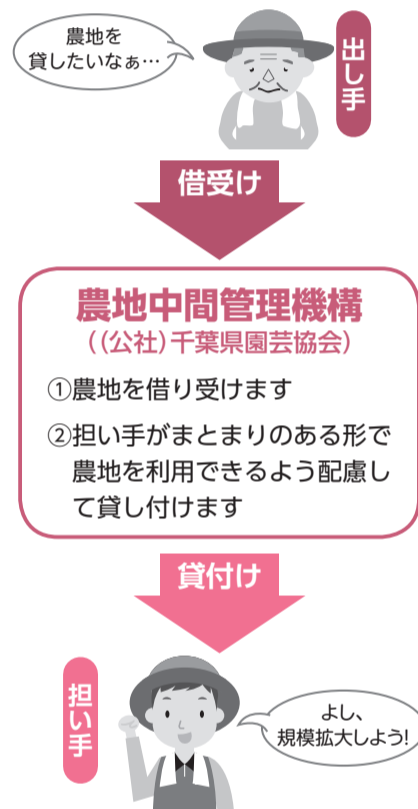 農地を
貸したいなぁ…
出し手
借受け
農地中間管理機構
((公社)千葉県園芸協会)
①農地を借り受けます
②担い手がまとまりのある形で
農地を利用できるよう配慮し
て貸し付けます
貸付け
担い手
よし、
規模拡大しよう!